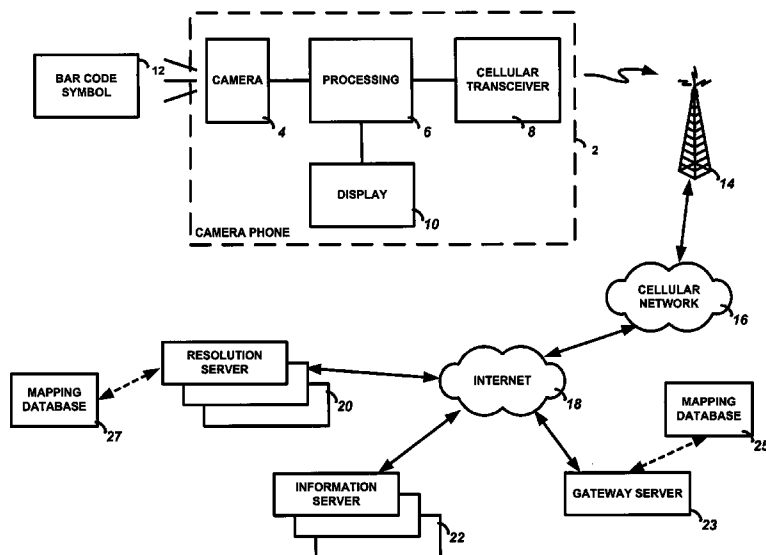 BAR CODE
SYMBOL
12
CAMERA
4
PROCESSING
6
CELLULAR
TRANSCEIVER
8
2
DISPLAY
10
CAMERA PHONE
14
CELLULAR
NETWORK
16
RESOLUTION
SERVER
20
INTERNET
18
MAPPING
DATABASE
27
MAPPING
DATABASE
25
INFORMATION
SERVER
22
GATEWAY SERVER
23